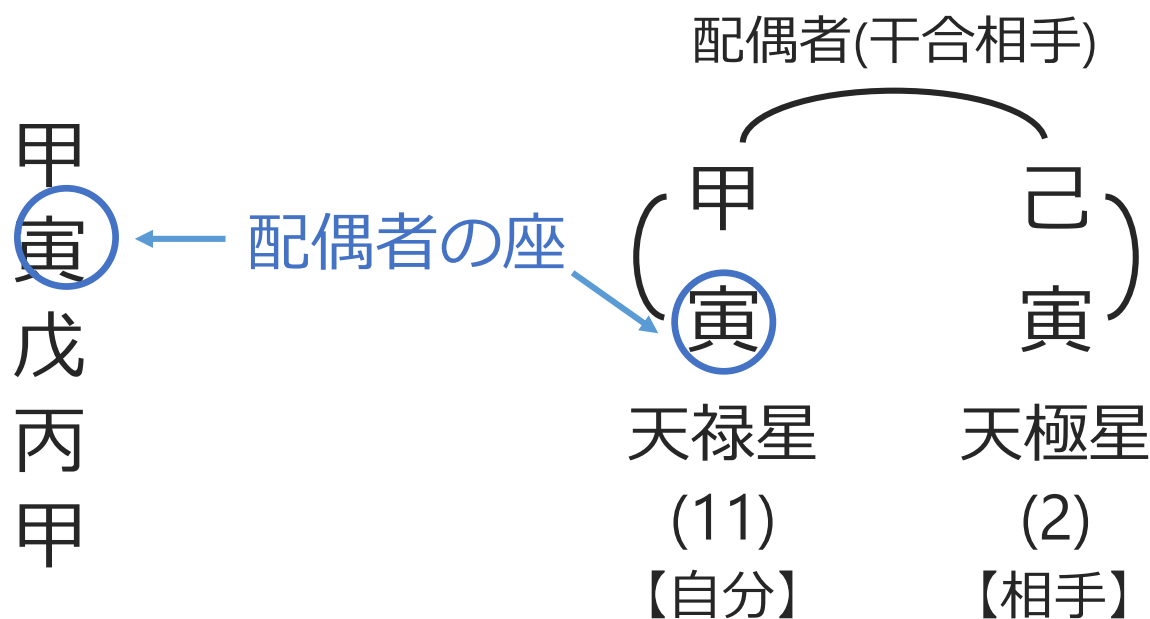 配偶者(干合相手)
甲
寅
戊
丙
甲
配偶者の座
甲 己
寅 寅
天禄星 天極星
(11) (2)
【自分】 【相手】